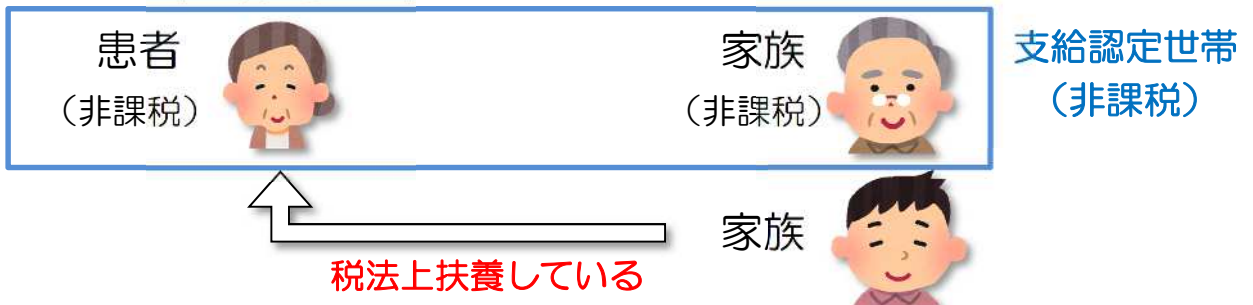 患者
(非課税)
家族
(非課税)
支給認定世帯
(非課税)
家族
税法上扶養している